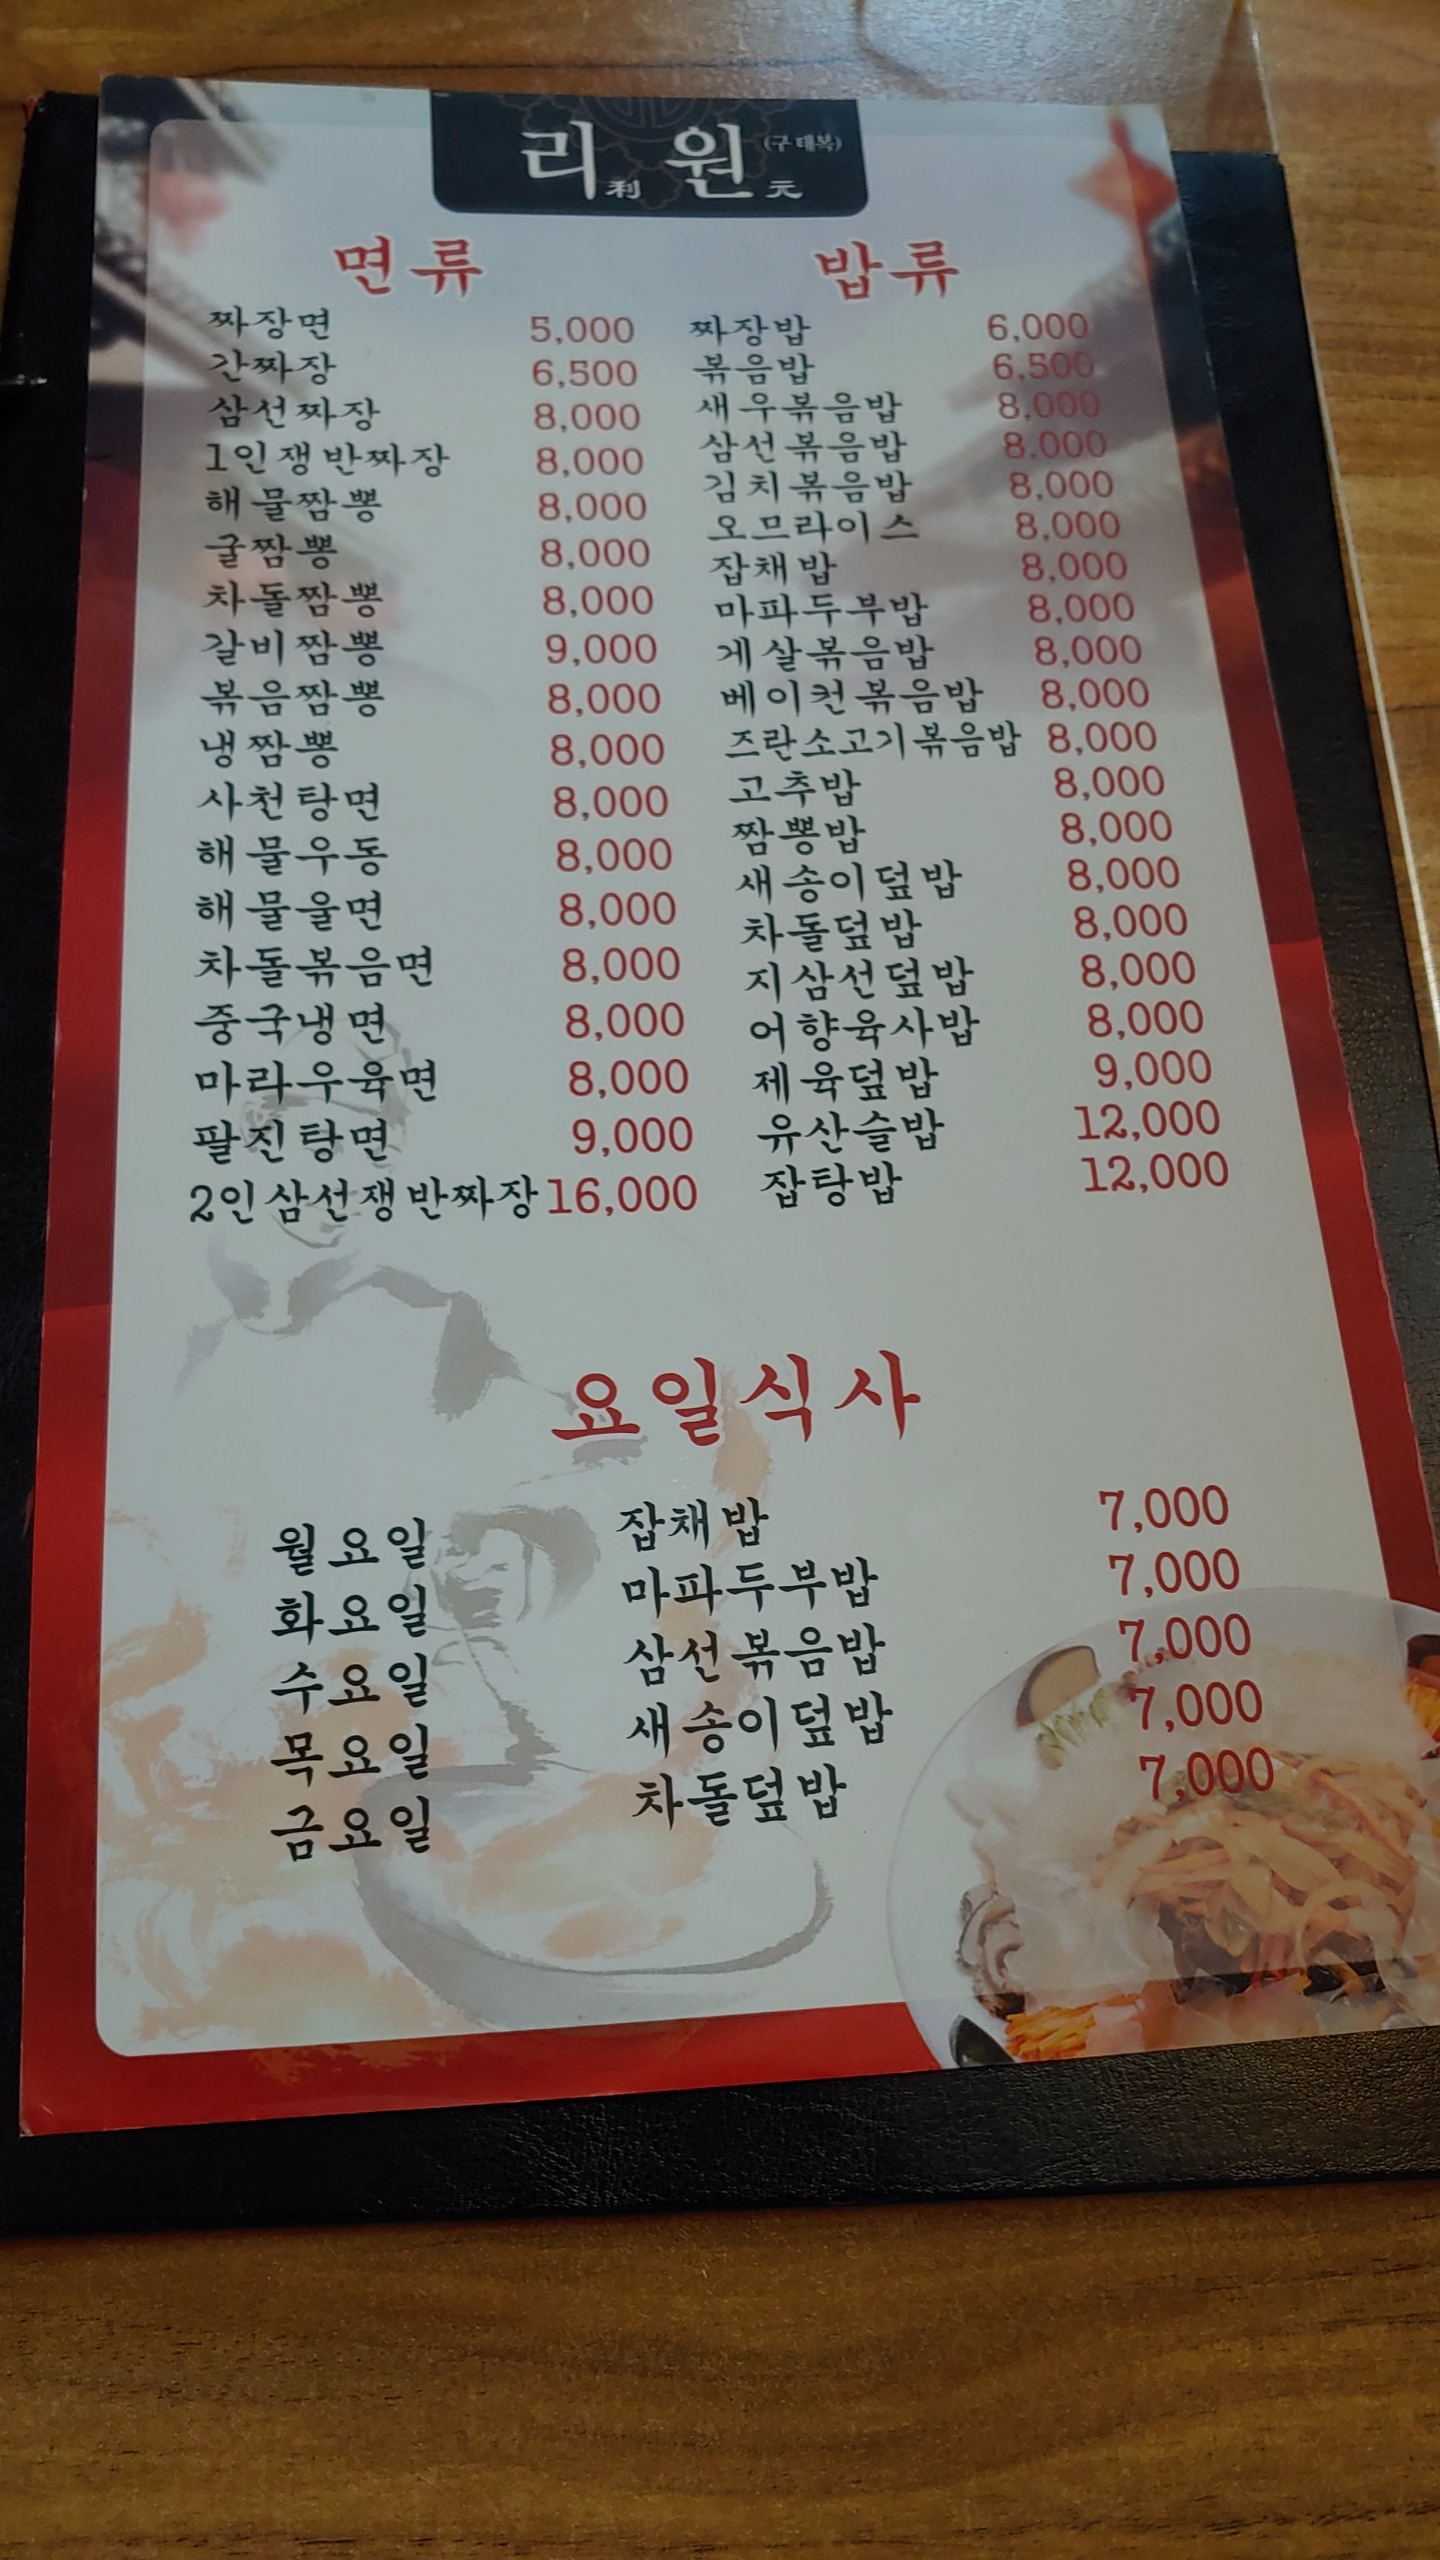 리利 원元 (구 태복)
면류
짜장면 5,000
간짜장 6,500
삼선짜장 8,000
1인쟁반짜장 8,000
해물짬뽕 8,000
굴짬뽕 8,000
차돌짬뽕 8,000
갈비짬뽕 9,000
볶음짬뽕 8,000
냉짬뽕 8,000
사천탕면 8,000
해물우동 8,000
해물울면 8,000
차돌볶음면 8,000
중국냉면 8,000
마라우육면 8,000
팔진탕면 9,000
2인삼선쟁반짜장 16,000
밥류
짜장밥 6,000
볶음밥 6,500
새우볶음밥 8,000
삼선볶음밥 8,000
김치볶음밥 8,000
오므라이스 8,000
잡채밥 8,000
마파두부밥 8,000
게살볶음밥 8,000
베이컨볶음밥 8,000
즈란소고기볶음밥 8,000
고추밥 8,000
짬뽕밥 8,000
새송이덮밥 8,000
차돌덮밥 8,000
지삼선덮밥 8,000
어향육사밥 8,000
제육덮밥 9,000
유산슬밥 12,000
잡탕밥 12,000
요일식사
월요일 잡채밥 7,000
화요일 마파두부밥 7,000
수요일 삼선볶음밥 7,000
목요일 새송이덮밥 7,000
금요일 차돌덮밥 7,000